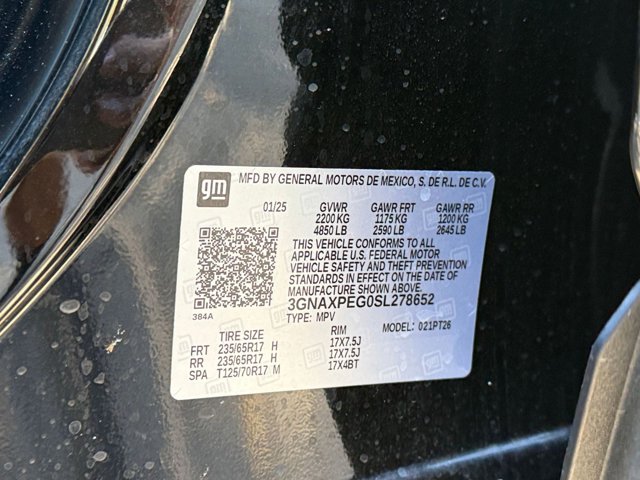 gm MFD BY GENERAL MOTORS DE MEXICO, S. DE R.L. DE C.V.
01/25 GVWR GAWR FRT GAWR RR
2200 KG 1175 KG 1200 KG
4850 LB 2590 LB 2645 LB
THIS VEHICLE CONFORMS TO ALL
APPLICABLE U.S. FEDERAL MOTOR
VEHICLE SAFETY AND THEFT PREVENTION
STANDARDS IN EFFECT ON THE DATE OF
MANUFACTURE SHOWN ABOVE.
3GNAXPEG0SL278652
3B4A TYPE: MPV MODEL: 021PT26
TIRE SIZE RIM
FRT 235/65R17 H 17X7.5J
RR 235/65R17 H 17X7.5J
SPA T125/70R17 M 17X4BT